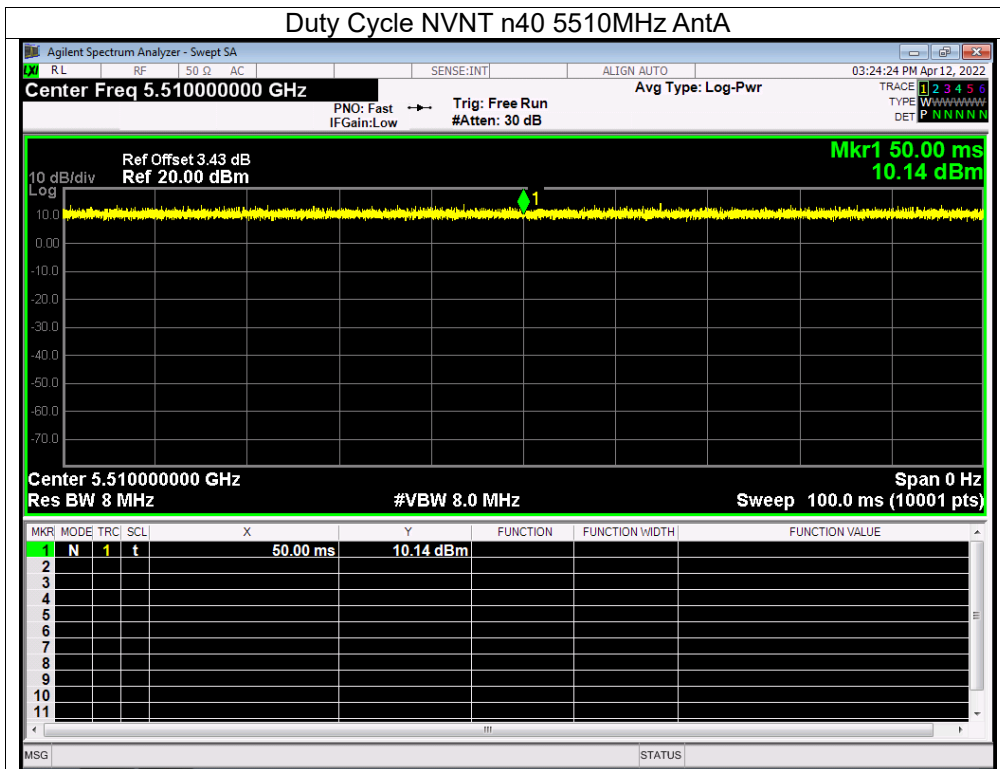 Duty Cycle NVNT n40 5510MHz AntA
Agilent Spectrum Analyzer - Swept SA
LXI RL RF 50 Ω AC SENSE:INT ALIGN AUTO 03:24:24 PM Apr 12, 2022
Center Freq 5.510000000 GHz Avg Type: Log-Pwr TRACE 1 2 3 4 5 6
PNO: Fast Trig: Free Run TYPE WWWWWWW
IFGain:Low #Atten: 30 dB DET P N N N N N
Mkr1 50.00 ms
Ref Offset 3.43 dB
10 dB/div Ref 20.00 dBm 10.14 dBm
Log
1
10.0
0.00
-10.0
-20.0
-30.0
-40.0
-50.0
-60.0
-70.0
Center 5.510000000 GHz Span 0 Hz
Res BW 8 MHz #VBW 8.0 MHz Sweep 100.0 ms (10001 pts)
MKR MODE TRC SCL X Y FUNCTION FUNCTION WIDTH FUNCTION VALUE
1 N 1 t 50.00 ms 10.14 dBm
2
3
4
5
6
7
8
9
10
11
MSG STATUS